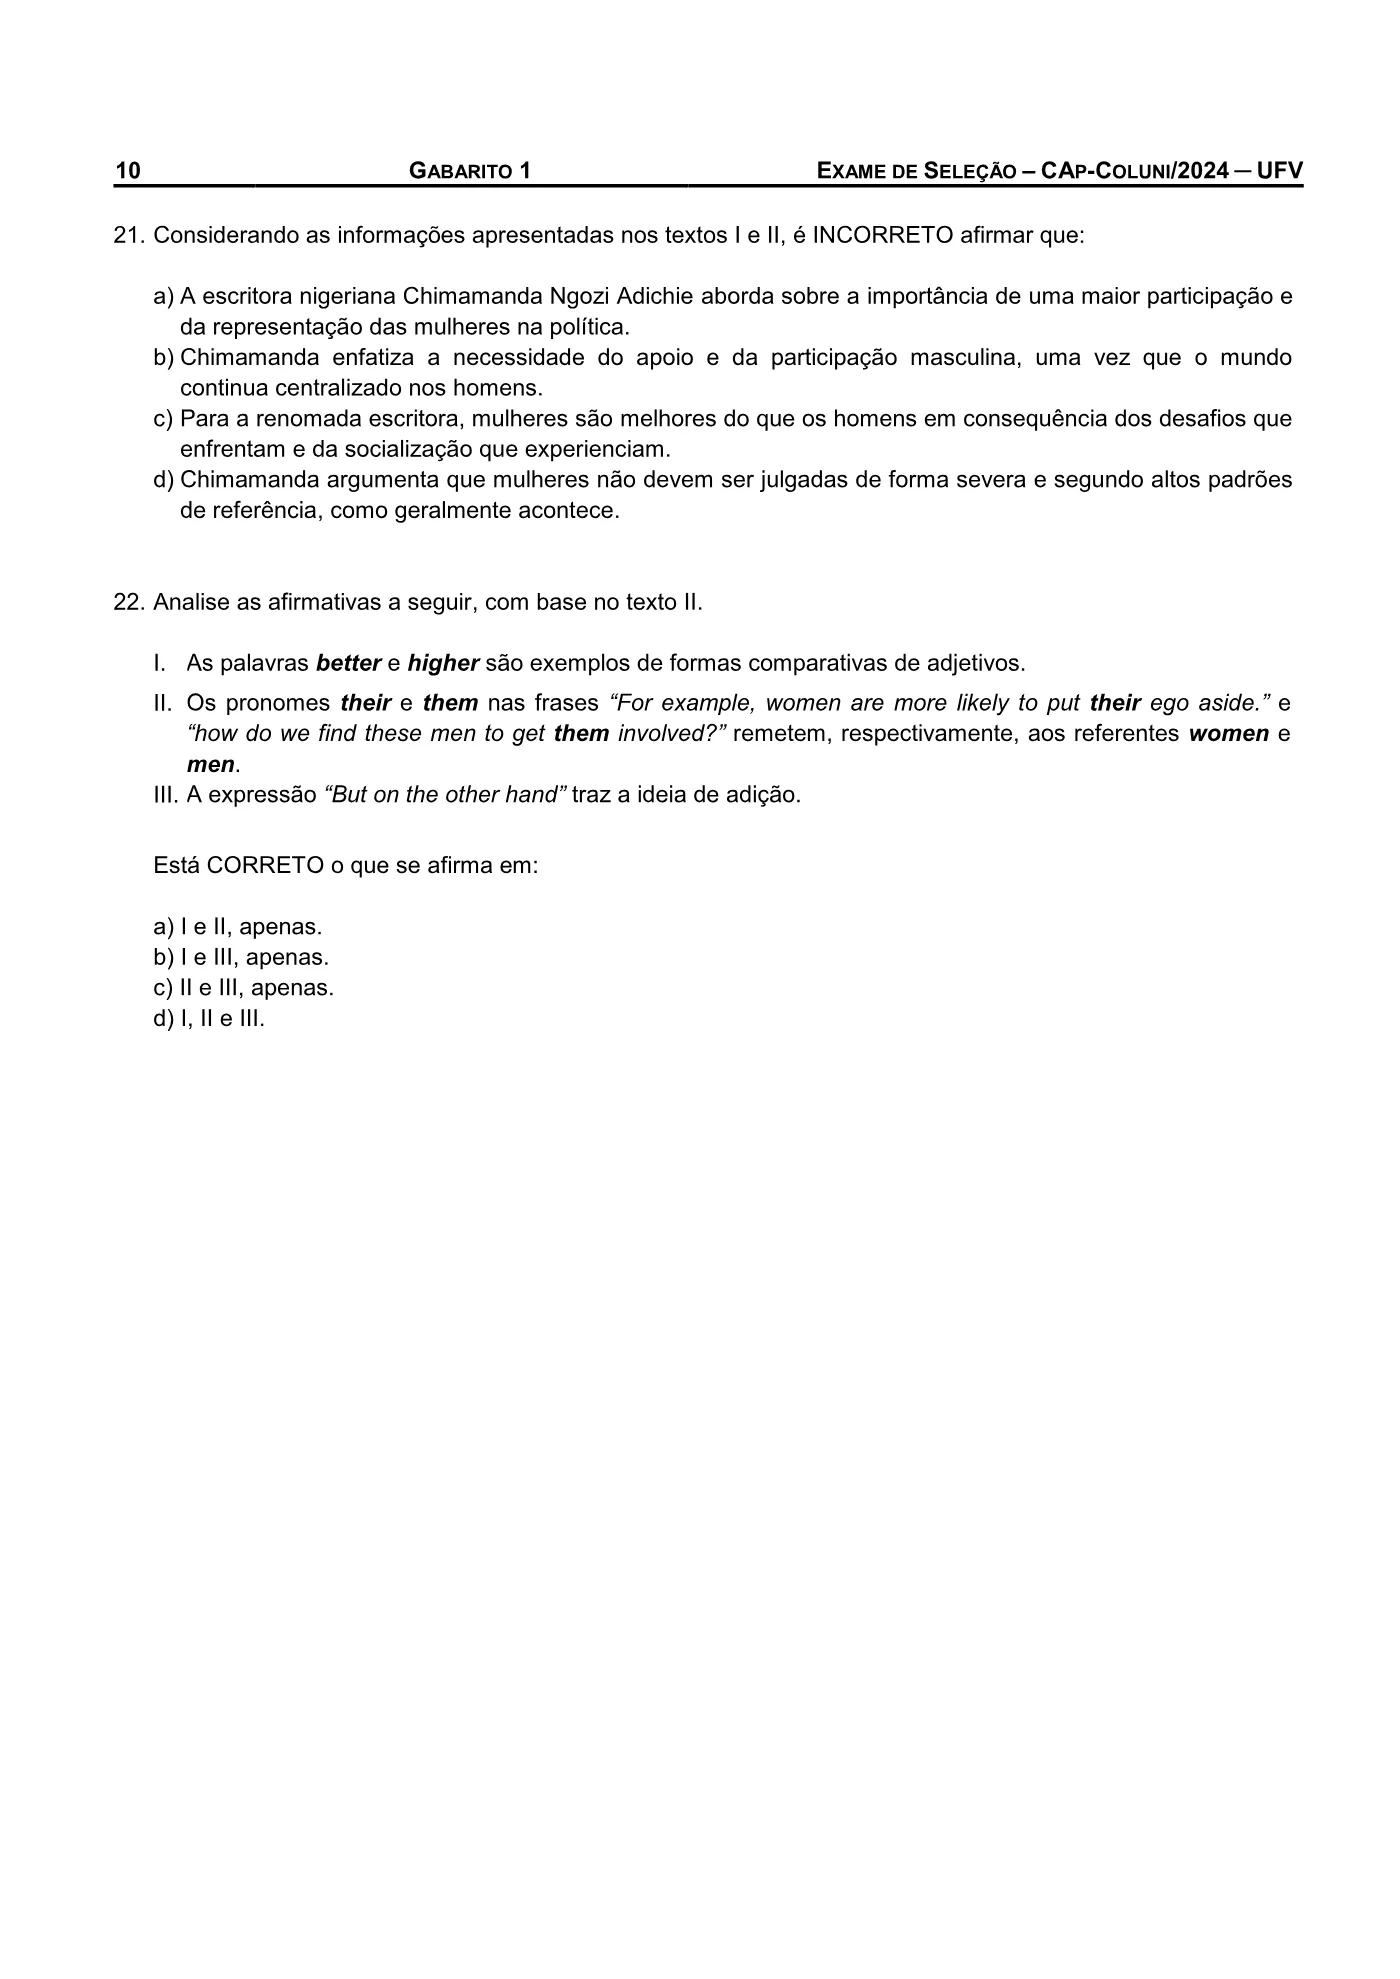 10 GABARITO 1 EXAME DE SELEÇÃO – CAP-COLUNI/2024 — UFV
21. Considerando as informações apresentadas nos textos I e II, é INCORRETO afirmar que:
a) A escritora nigeriana Chimamanda Ngozi Adichie aborda sobre a importância de uma maior participação e
da representação das mulheres na política.
b) Chimamanda enfatiza a necessidade do apoio e da participação masculina, uma vez que o mundo
continua centralizado nos homens.
c) Para a renomada escritora, mulheres são melhores do que os homens em consequência dos desafios que
enfrentam e da socialização que experienciam.
d) Chimamanda argumenta que mulheres não devem ser julgadas de forma severa e segundo altos padrões
de referência, como geralmente acontece.
22. Analise as afirmativas a seguir, com base no texto II.
I. As palavras better e higher são exemplos de formas comparativas de adjetivos.
II. Os pronomes their e them nas frases “For example, women are more likely to put their ego aside.” e
“how do we find these men to get them involved?” remetem, respectivamente, aos referentes women e
men.
III. A expressão “But on the other hand” traz a ideia de adição.
Está CORRETO o que se afirma em:
a) I e II, apenas.
b) I e III, apenas.
c) II e III, apenas.
d) I, II e III.